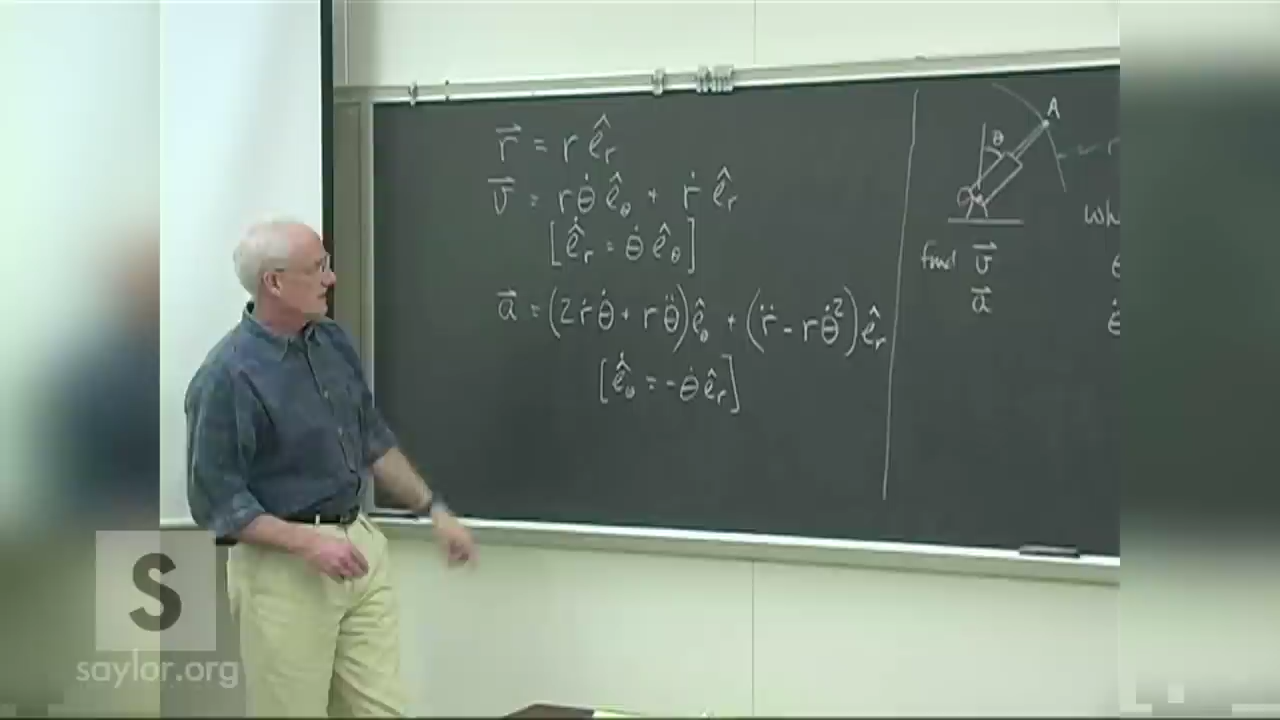 r⃗ = r ê_r
v⃗ = rθ̇ ê_θ + ṙ ê_r
[ê̇_r = θ̇ ê_θ]
a⃗ = (2ṙθ̇ + rθ̈)ê_θ + (r̈ - rθ̇²)ê_r
[ê̇_θ = -θ̇ ê_r]
A
θ
r
find v⃗
a⃗
θ̇
S
saylor.org